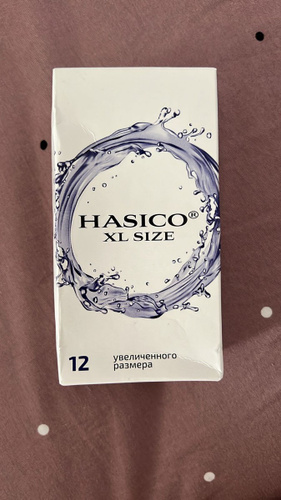 HASICO®
XL SIZE
12
увеличенного
размера